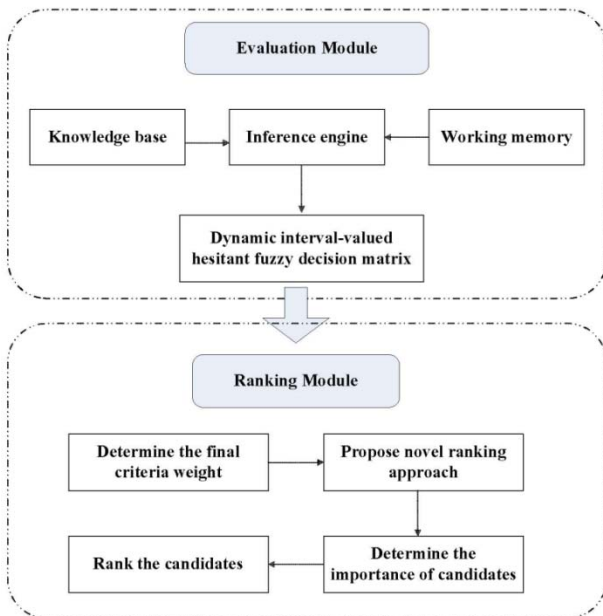 Evaluation Module
Knowledge base
Inference engine
Working memory
Dynamic interval-valued
hesitant fuzzy decision matrix
Ranking Module
Determine the final
criteria weight
Propose novel ranking
approach
Rank the candidates
Determine the
importance of candidates